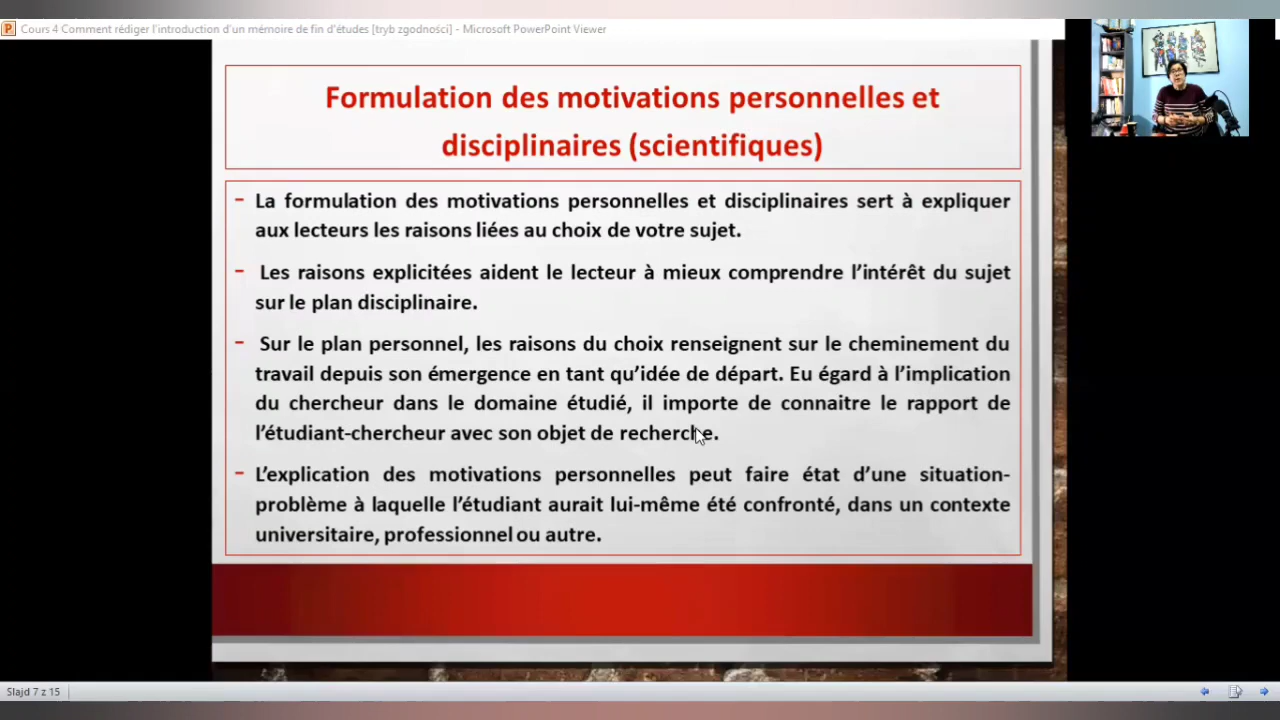 Cours 4 Comment rédiger l'introduction d'un mémoire de fin d'études [tryb zgodności] - Microsoft PowerPoint Viewer
Formulation des motivations personnelles et
disciplinaires (scientifiques)
- La formulation des motivations personnelles et disciplinaires sert à expliquer
aux lecteurs les raisons liées au choix de votre sujet.
- Les raisons explicitées aident le lecteur à mieux comprendre l'intérêt du sujet
sur le plan disciplinaire.
- Sur le plan personnel, les raisons du choix renseignent sur le cheminement du
travail depuis son émergence en tant qu'idée de départ. Eu égard à l'implication
du chercheur dans le domaine étudié, il importe de connaitre le rapport de
l'étudiant-chercheur avec son objet de recherche.
- L'explication des motivations personnelles peut faire état d'une situation-
problème à laquelle l'étudiant aurait lui-même été confronté, dans un contexte
universitaire, professionnel ou autre.
Slajd 7 z 15